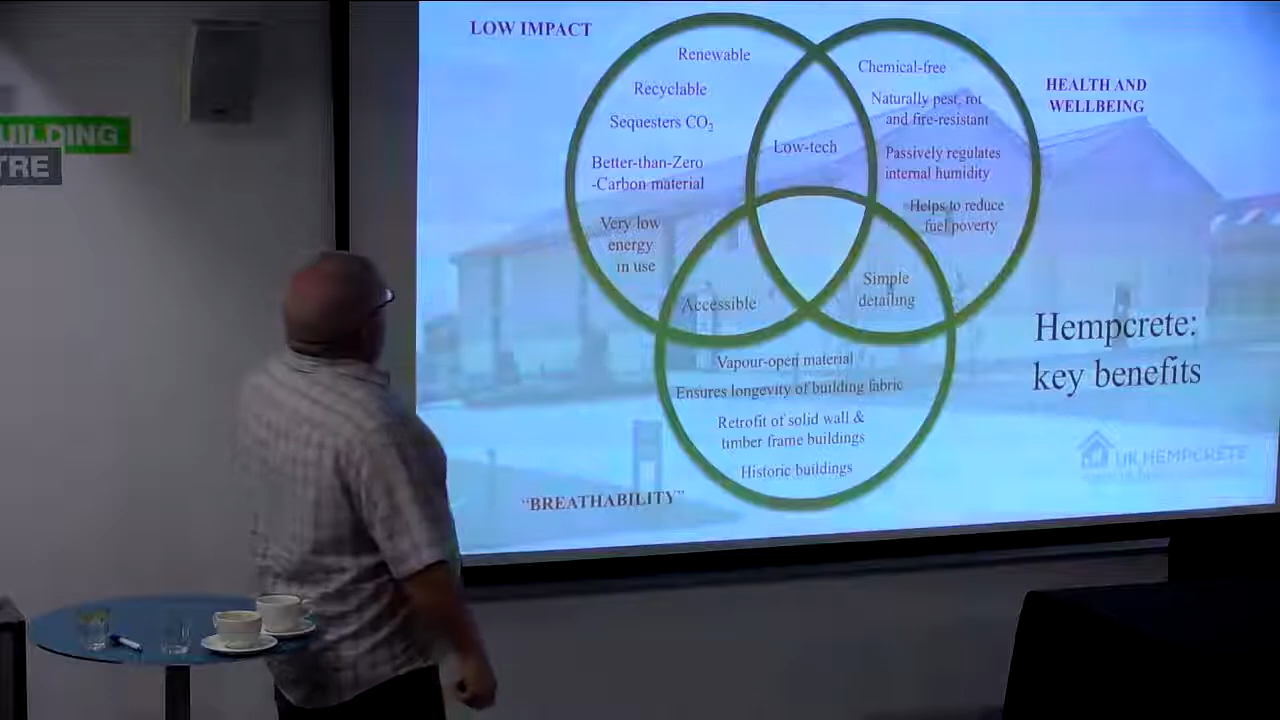 UILDING
TRE
LOW IMPACT
Renewable
Recyclable
Sequesters CO₂
Better-than-Zero
-Carbon material
Very low
energy
in use
Low-tech
Chemical-free
Naturally pest, rot
and fire-resistant
Passively regulates
internal humidity
Helps to reduce
fuel poverty
HEALTH AND
WELLBEING
Accessible
Simple
detailing
Vapour-open material
Ensures longevity of building fabric
Retrofit of solid wall &
timber frame buildings
Historic buildings
"BREATHABILITY"
Hempcrete:
key benefits
UK HEMPCRETE